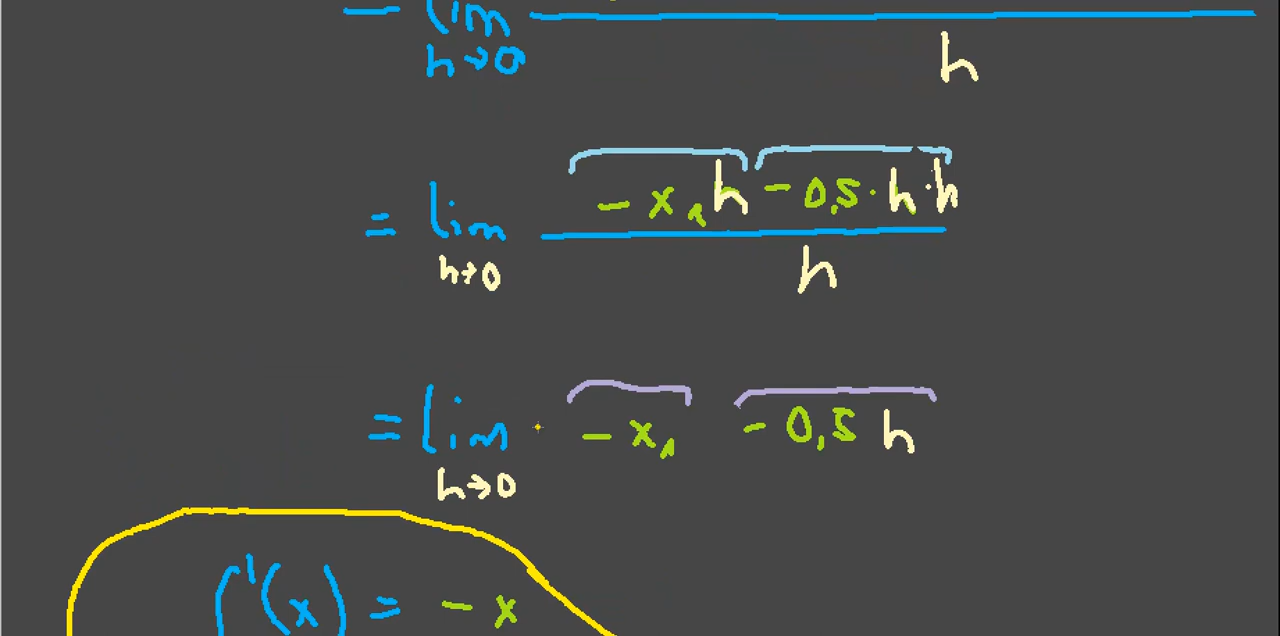 = lim
h
h→0
- x₁h - 0,5 · h · h
= lim
h
h→0
= lim - x₁ - 0,5 h
h→0
f'(x) = - x